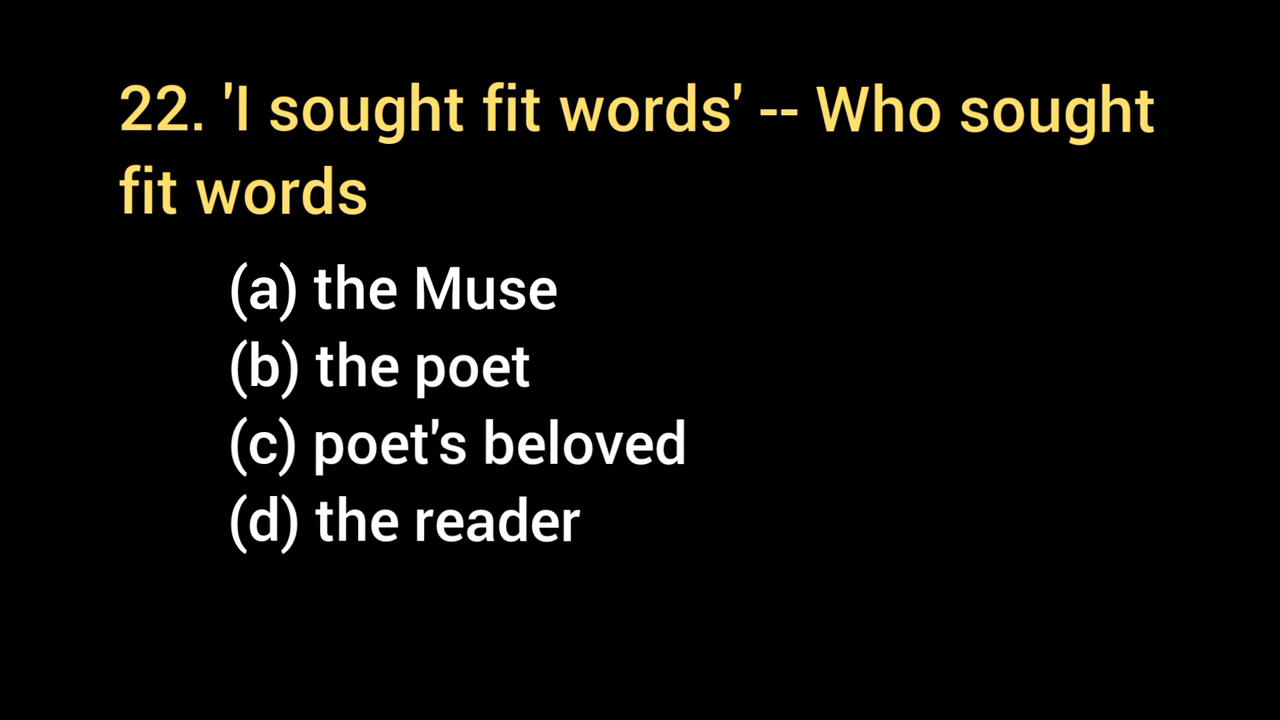 22. 'I sought fit words' -- Who sought
fit words
(a) the Muse
(b) the poet
(c) poet's beloved
(d) the reader